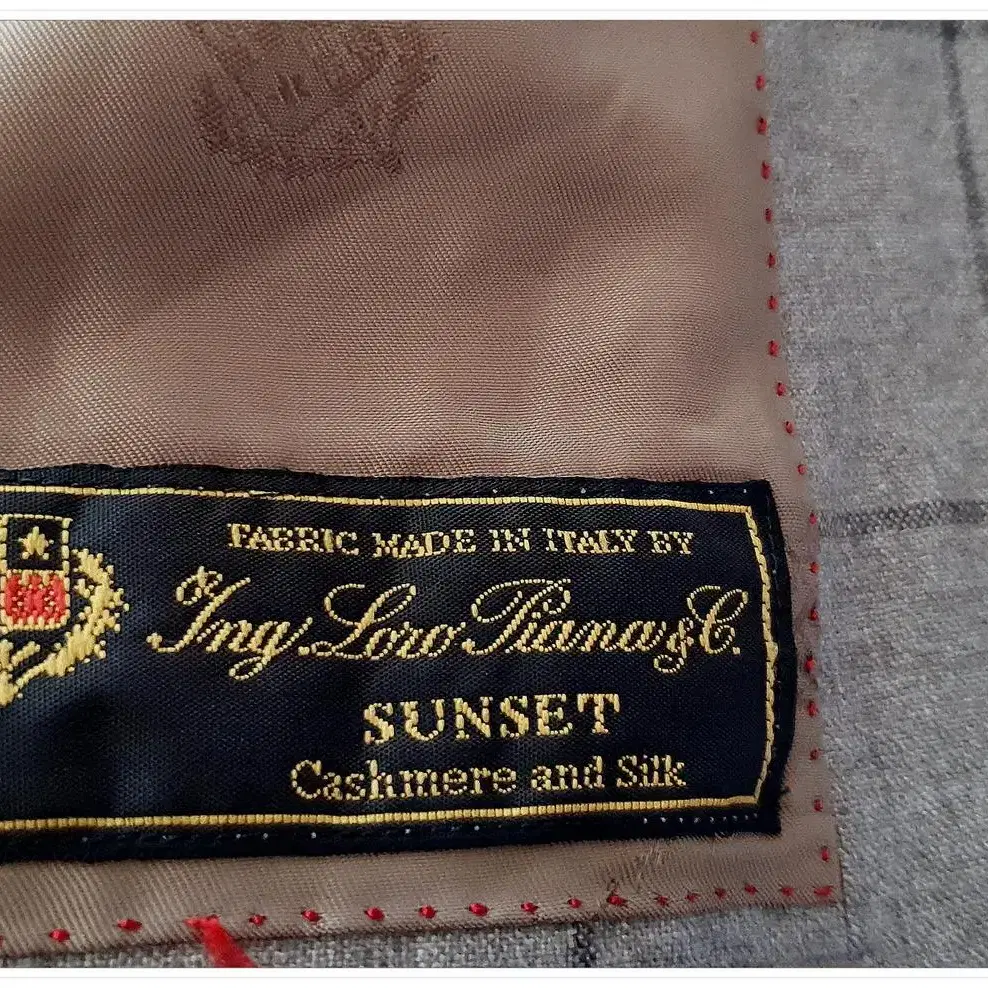 FABRIC MADE IN ITALY BY
Ing. Loro Piana & C.
SUNSET
Cashmere and Silk